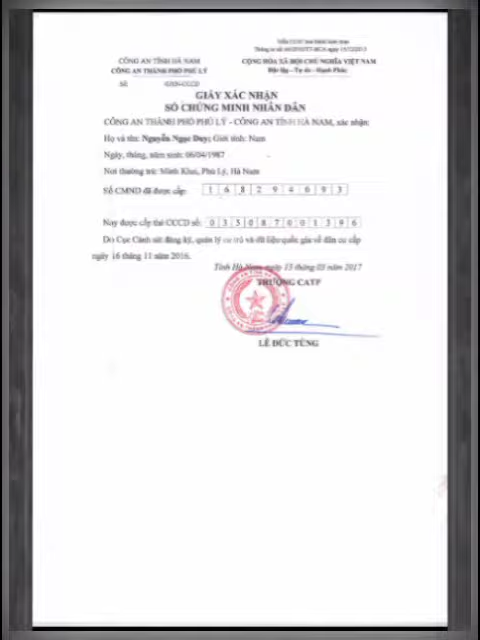 CÔNG AN TỈNH HÀ NAM
CÔNG AN THÀNH PHỐ PHỦ LÝ
CỘNG HÒA XÃ HỘI CHỦ NGHĨA VIỆT NAM
Độc lập - Tự do - Hạnh Phúc
Số:
GIẤY XÁC NHẬN
SỐ CHỨNG MINH NHÂN DÂN
CÔNG AN THÀNH PHỐ PHỦ LÝ - CÔNG AN TỈNH HÀ NAM, xác nhận:
Họ và tên: Nguyễn Ngọc Duy; Giới tính: Nam
Ngày, tháng, năm sinh: 06/04/1987
Nơi thường trú: Minh Khai, Phủ Lý, Hà Nam
Số CMND đã được cấp: 1 6 8 2 9 4 6 9 3
Nay được cấp thẻ CCCD số: 0 3 5 0 8 7 0 0 1 3 9 6
Do Cục Cảnh sát đăng ký, quản lý cư trú và dữ liệu quốc gia về dân cư cấp
ngày 16 tháng 11 năm 2016.
Tỉnh Hà Nam, ngày 15 tháng 03 năm 2017
TRƯỞNG CATP
LÊ ĐỨC TÙNG